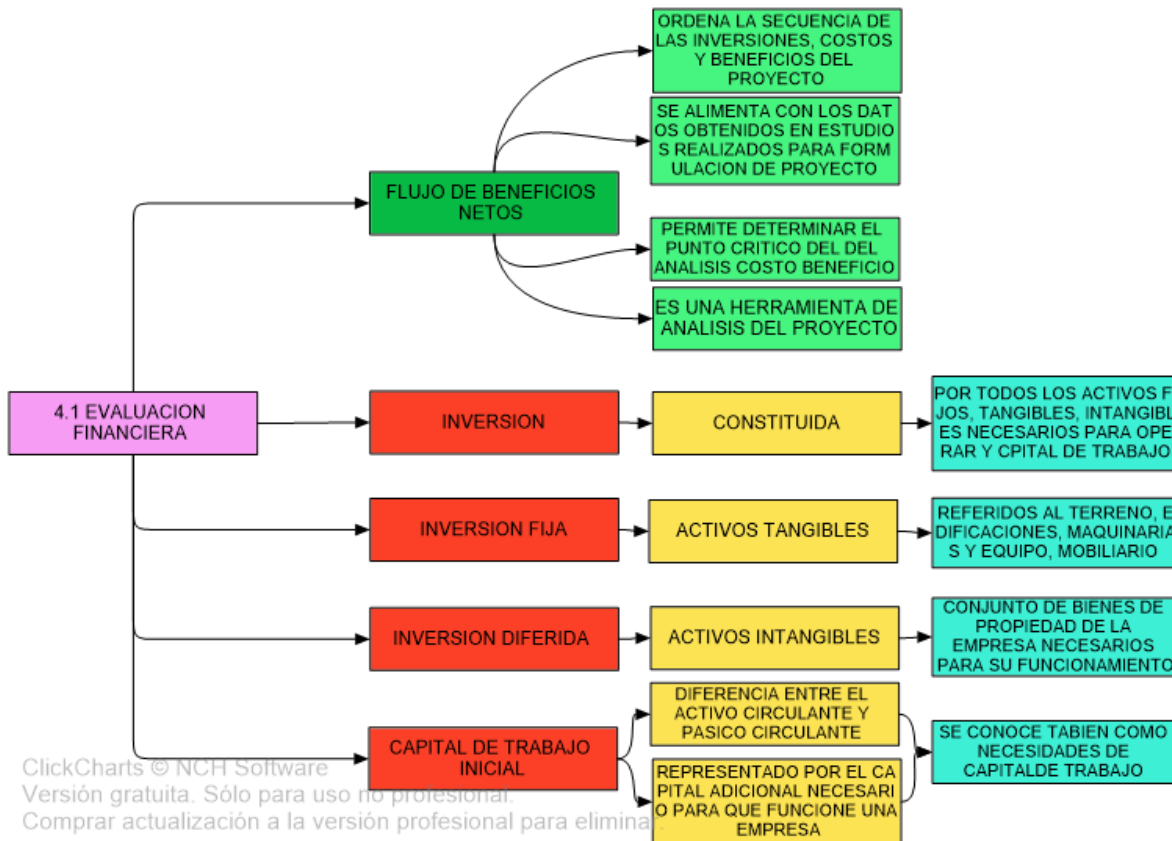 ORDENA LA SECUENCIA DE
LAS INVERSIONES, COSTOS
Y BENEFICIOS DEL
PROYECTO
SE ALIMENTA CON LOS DAT
OS OBTENIDOS EN ESTUDIO
S REALIZADOS PARA FORM
ULACION DE PROYECTO
FLUJO DE BENEFICIOS
NETOS
PERMITE DETERMINAR EL
PUNTO CRITICO DEL DEL
ANALISIS COSTO BENEFICIO
ES UNA HERRAMIENTA DE
ANALISIS DEL PROYECTO
4.1 EVALUACION
FINANCIERA
INVERSION
CONSTITUIDA
POR TODOS LOS ACTIVOS F
JOS, TANGIBLES, INTANGIBL
ES NECESARIOS PARA OPE
RAR Y CPITAL DE TRABAJO
INVERSION FIJA
ACTIVOS TANGIBLES
REFERIDOS AL TERRENO, E
DIFICACIONES, MAQUINARIA
S Y EQUIPO, MOBILIARIO
INVERSION DIFERIDA
ACTIVOS INTANGIBLES
CONJUNTO DE BIENES DE
PROPIEDAD DE LA
EMPRESA NECESARIOS
PARA SU FUNCIONAMIENTO
CAPITAL DE TRABAJO
INICIAL
DIFERENCIA ENTRE EL
ACTIVO CIRCULANTE Y
PASICO CIRCULANTE
REPRESENTADO POR EL CA
PITAL ADICIONAL NECESARI
O PARA QUE FUNCIONE UNA
EMPRESA
SE CONOCE TABIEN COMO
NECESIDADES DE
CAPITALDE TRABAJO
ClickCharts © NCH Software
Versión gratuita. Sólo para uso no profesional.
Comprar actualización a la versión profesional para eliminar.